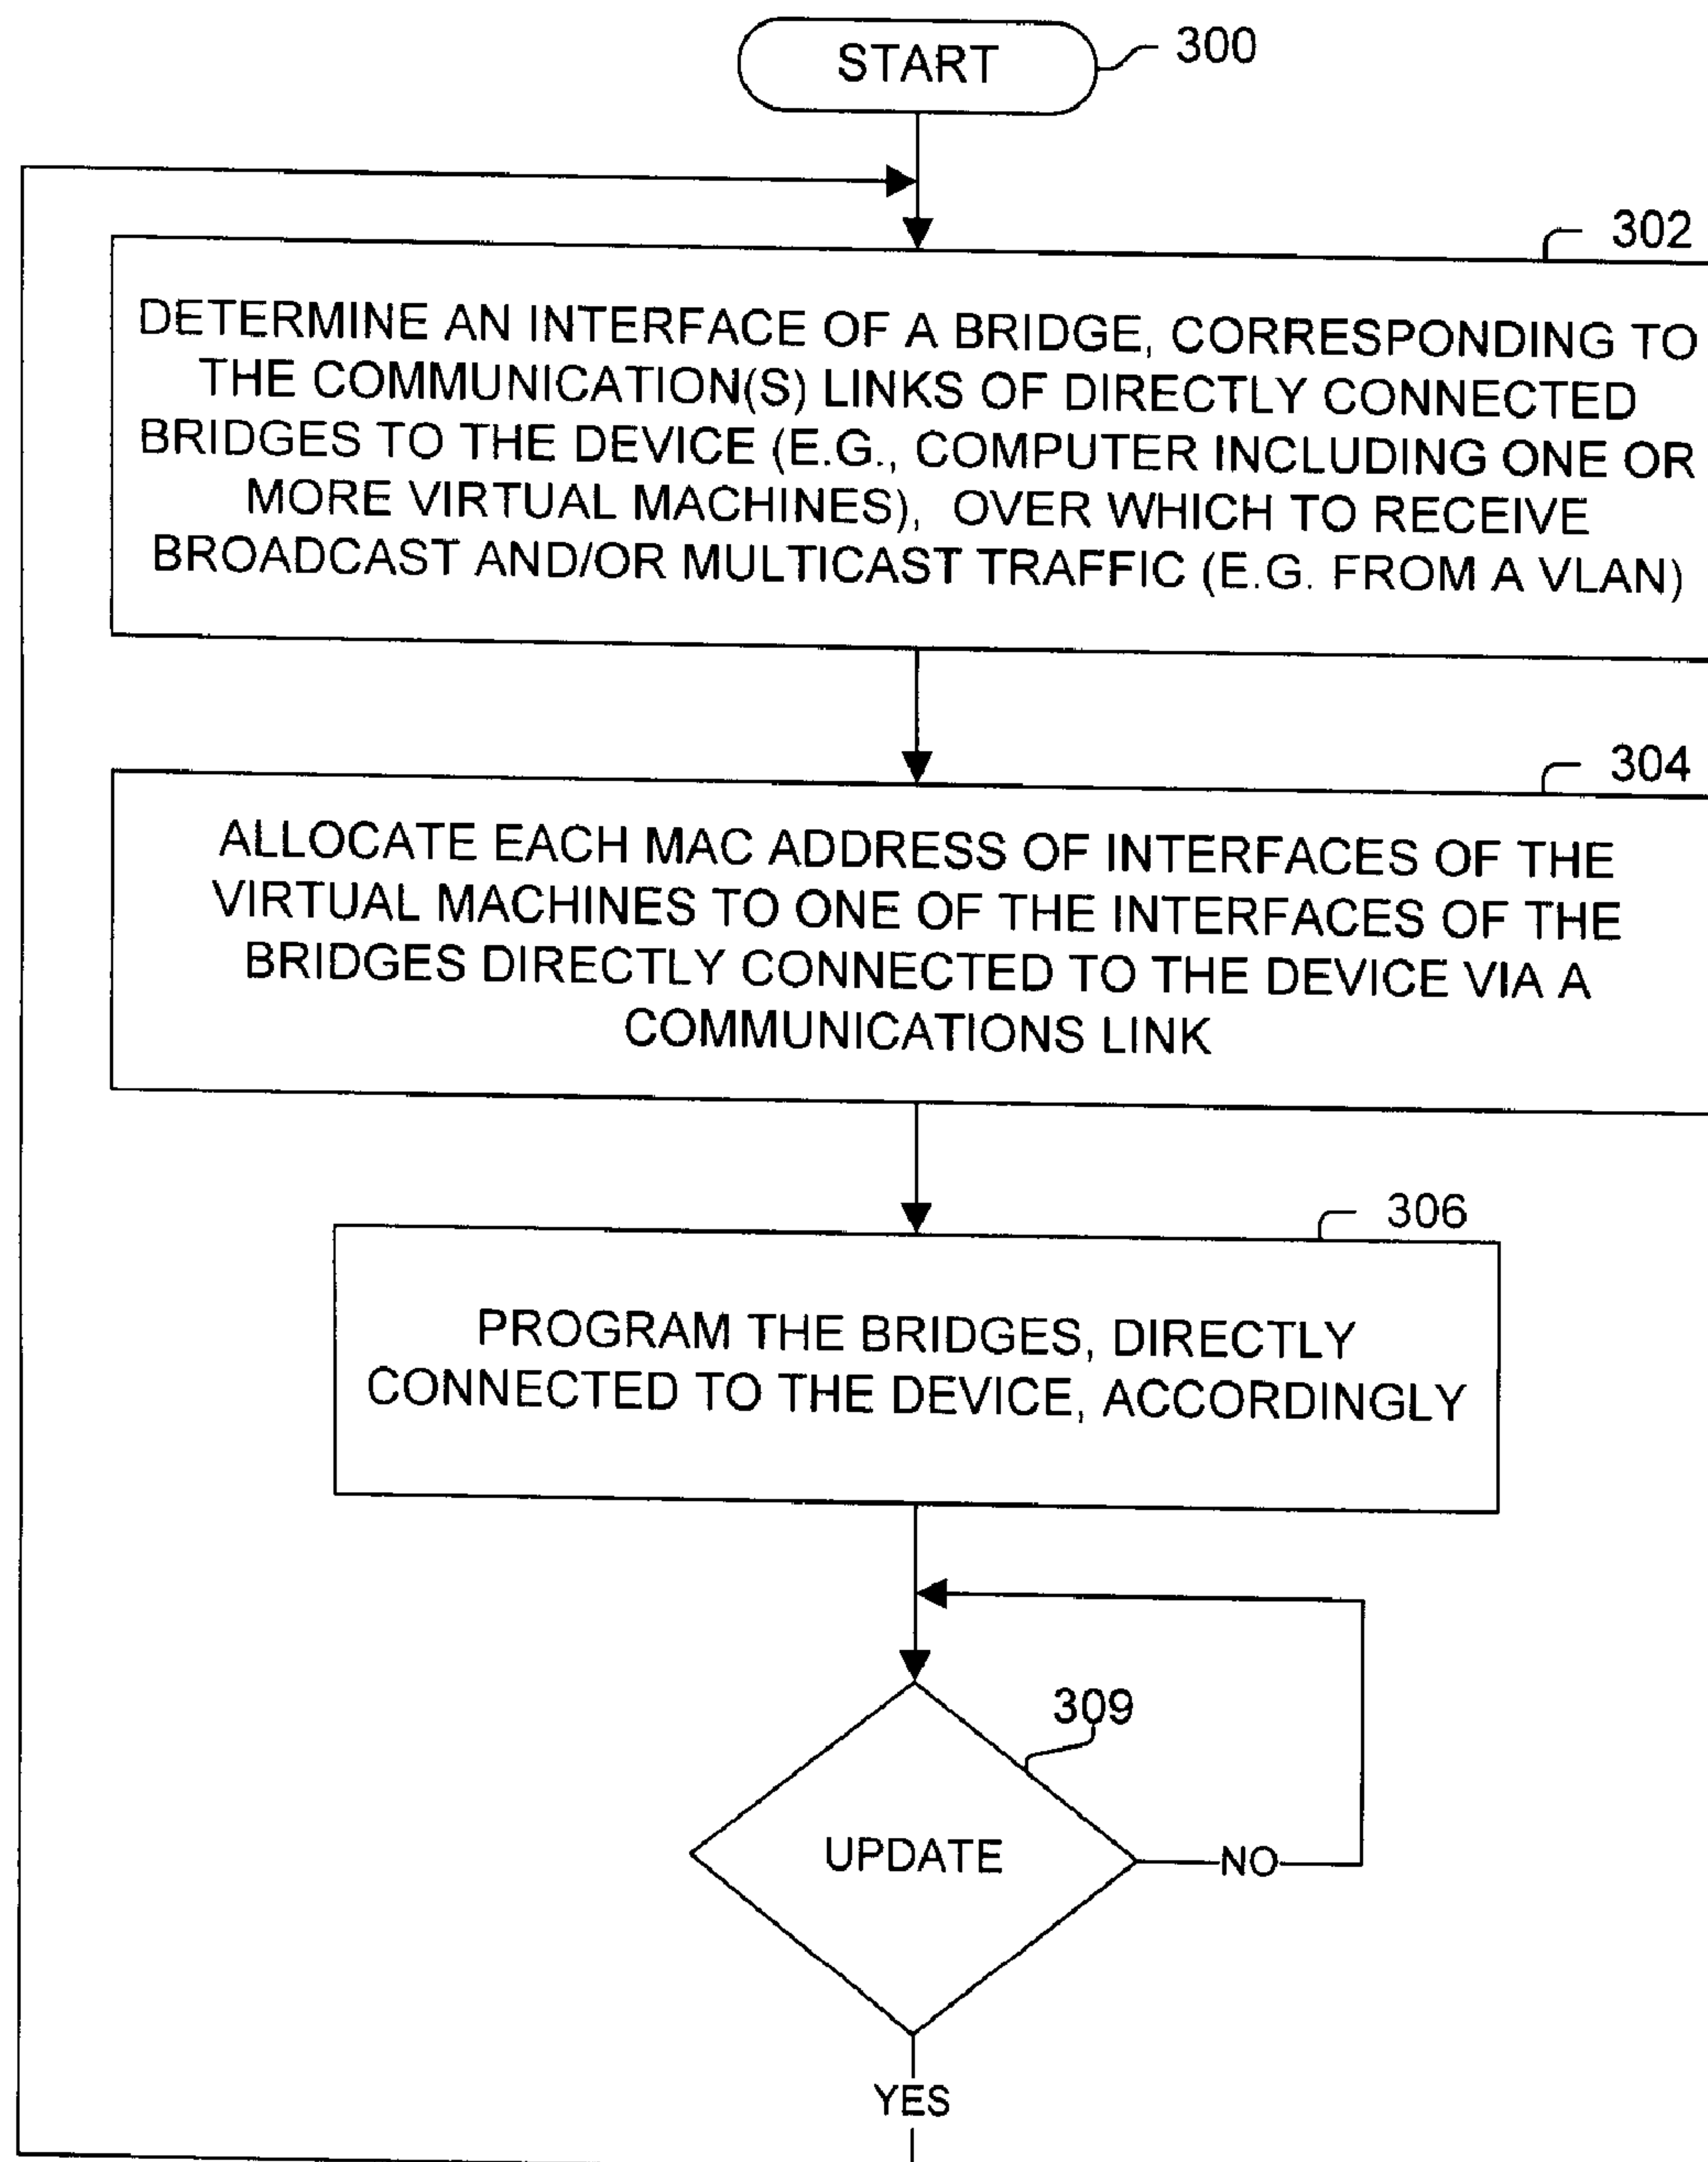 START
300
302
DETERMINE AN INTERFACE OF A BRIDGE, CORRESPONDING TO
THE COMMUNICATION(S) LINKS OF DIRECTLY CONNECTED
BRIDGES TO THE DEVICE (E.G., COMPUTER INCLUDING ONE OR
MORE VIRTUAL MACHINES), OVER WHICH TO RECEIVE
BROADCAST AND/OR MULTICAST TRAFFIC (E.G. FROM A VLAN)
304
ALLOCATE EACH MAC ADDRESS OF INTERFACES OF THE
VIRTUAL MACHINES TO ONE OF THE INTERFACES OF THE
BRIDGES DIRECTLY CONNECTED TO THE DEVICE VIA A
COMMUNICATIONS LINK
306
PROGRAM THE BRIDGES, DIRECTLY
CONNECTED TO THE DEVICE, ACCORDINGLY
309
UPDATE
NO
YES